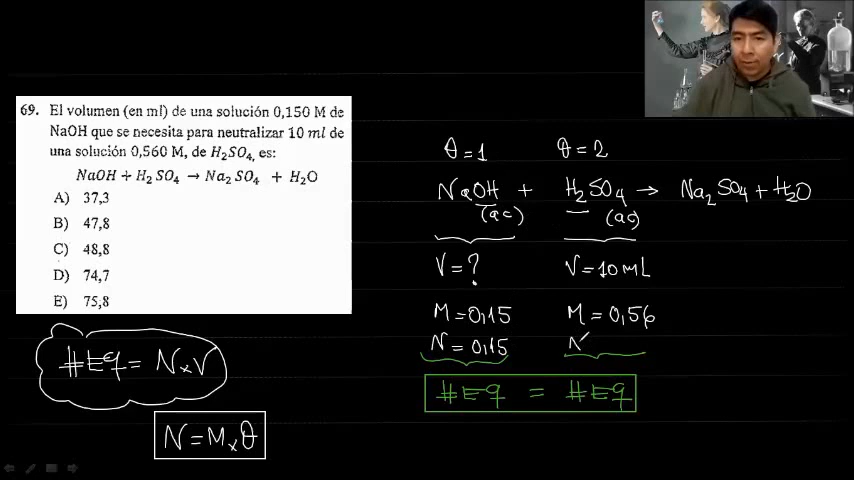 69. El volumen (en ml) de una solución 0,150 M de
NaOH que se necesita para neutralizar 10 ml de
una solución 0,560 M, de H₂SO₄, es:
NaOH + H₂SO₄ → Na₂SO₄ + H₂O
A) 37,3
B) 47,8
C) 48,8
D) 74,7
E) 75,8
#Eq = N x V
N = M x θ
θ = 1 θ = 2
NaOH + H₂SO₄ → Na₂SO₄ + H₂O
(ac) (ac)
V = ? V = 10 mL
M = 0,15 M = 0,56
N = 0,15 N
#Eq = #Eq